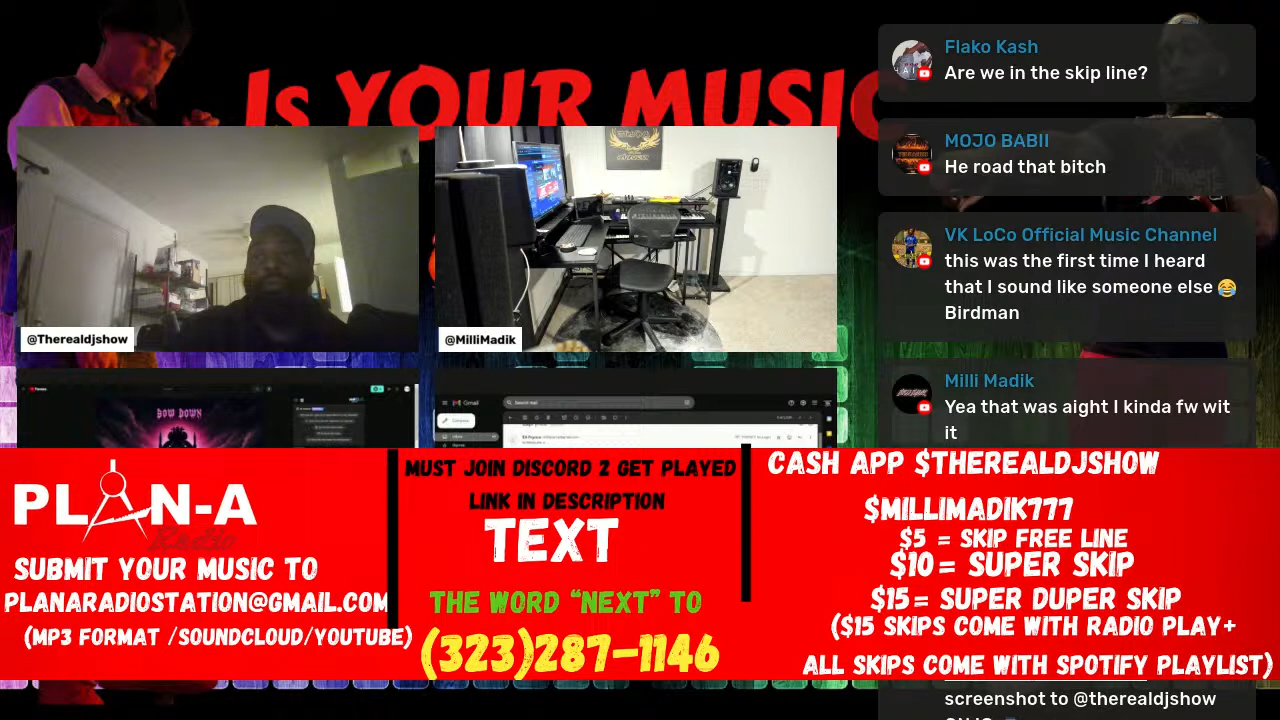 Is YOUR MUSIC
@Therealdjshow
@MilliMadik
BOW DOWN
Gmail
Flako Kash
Are we in the skip line?
MOJO BABII
He road that bitch
VK LoCo Official Music Channel
this was the first time I heard
that I sound like someone else 😂
Birdman
Milli Madik
Yea that was aight I kinda fw wit
it
PLAN-A
Radio
SUBMIT YOUR MUSIC TO
PLANARADIOSTATION@GMAIL.COM
(MP3 FORMAT /SOUNDCLOUD/YOUTUBE)
MUST JOIN DISCORD 2 GET PLAYED
LINK IN DESCRIPTION
TEXT
THE WORD “NEXT” TO
(323)287-1146
CASH APP $THEREALDJSHOW
$MILLIMADIK777
$5 = SKIP FREE LINE
$10 = SUPER SKIP
$15= SUPER DUPER SKIP
($15 SKIPS COME WITH RADIO PLAY+
ALL SKIPS COME WITH SPOTIFY PLAYLIST)
screenshot to @therealdjshow